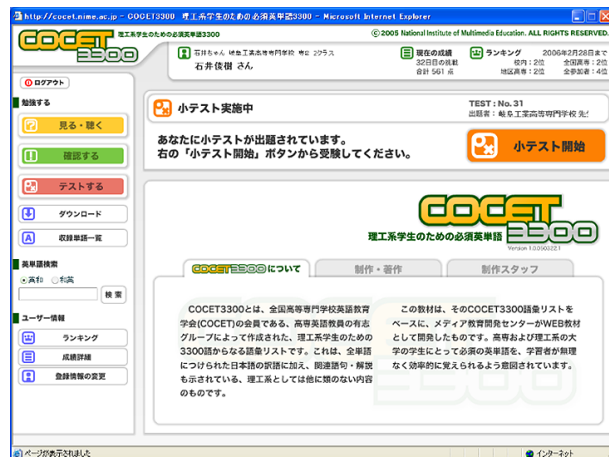 http://cocet.nime.ac.jp - COCET3300 理工系学生のための必須英単語3300 - Microsoft Internet Explorer
COCET 3300
理工系学生のための必須英単語3300
© 2005 National Institute of Multimedia Education. ALL RIGHTS RESERVED.
石井ちゃん 岐阜工業高等専門学校 専E 2クラス
石井俊樹 さん
現在の成績
32日目の挑戦
合計 561 点
ランキング
2006年2月28日まで
校内：2位 全国高専：2位
地区高専：2位 全参加者：4位
ログアウト
勉強する
見る・聴く
確認する
テストする
ダウンロード
収録単語一覧
英単語検索
英和 和英
検索
ユーザー情報
ランキング
成績詳細
登録情報の変更
小テスト実施中
TEST : No. 31
出題者：岐阜工業高等専門学校
あなたに小テストが出題されています。
右の「小テスト開始」ボタンから受験してください。
小テスト開始
COCET 3300
理工系学生のための必須英単語
COCET3300について
制作・著作
制作スタッフ
COCET3300とは、全国高等専門学校英語教育
学会(COCET)の会員である、高専英語教員の有志
グループによって作成された、理工系学生のための
3300語からなる語彙リストです。これは、全単語
につけられた日本語の訳語に加え、関連語句・解説
も示されている、理工系としては他に類のない内容
のものです。
この教材は、そのCOCET3300語彙リストを
ベースに、メディア教育開発センターがWEB教材
として開発したものです。高専および理工系の大
学の学生にとって必須の英単語を、学習者が無理
なく効率的に覚えられるよう意図されています。
ページが表示されました
インターネット